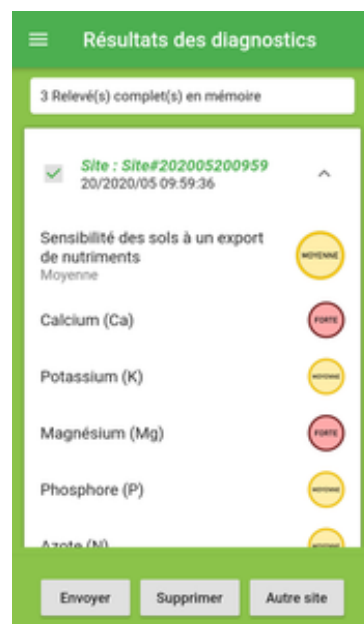 Résultats des diagnostics
3 Relevé(s) complet(s) en mémoire
Site : Site#202005200959
20/2020/05 09:59:36
Sensibilité des sols à un export
de nutriments
MOYENNE
Moyenne
Calcium (Ca)
FORTE
Potassium (K)
MOYENNE
Magnésium (Mg)
FORTE
Phosphore (P)
MOYENNE
Azote (N)
MOYENNE
Envoyer Supprimer Autre site